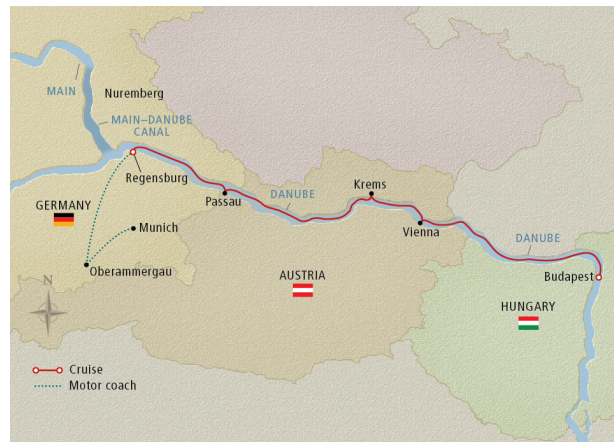 MAIN
Nuremberg
MAIN–DANUBE
CANAL
Regensburg
GERMANY
Passau
DANUBE
Krems
Munich
Vienna
DANUBE
Oberammergau
AUSTRIA
Budapest
HUNGARY
N
Cruise
Motor coach